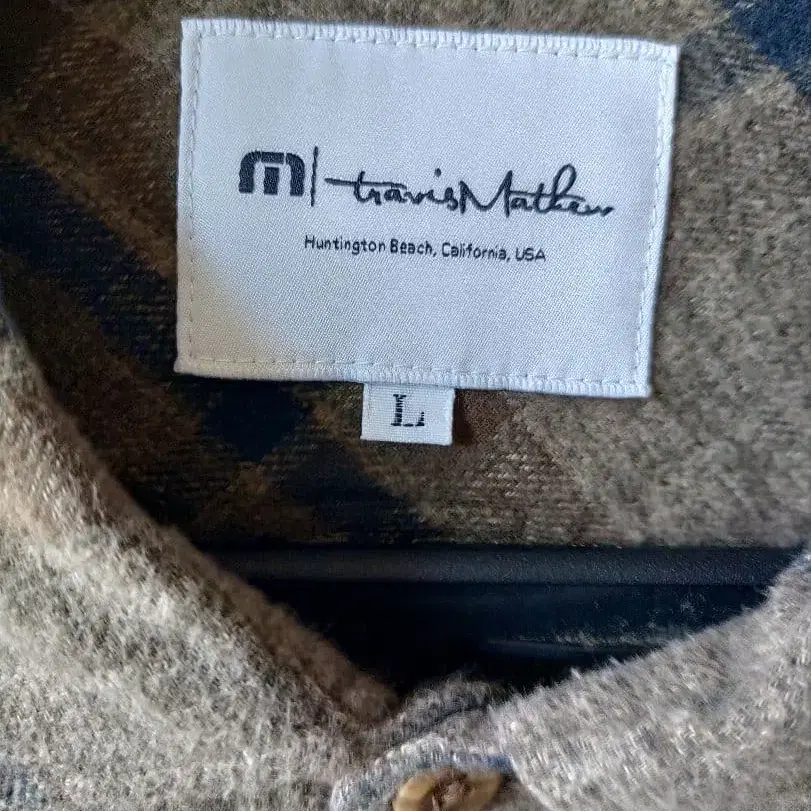 travisMathew
Huntington Beach, California, USA
L